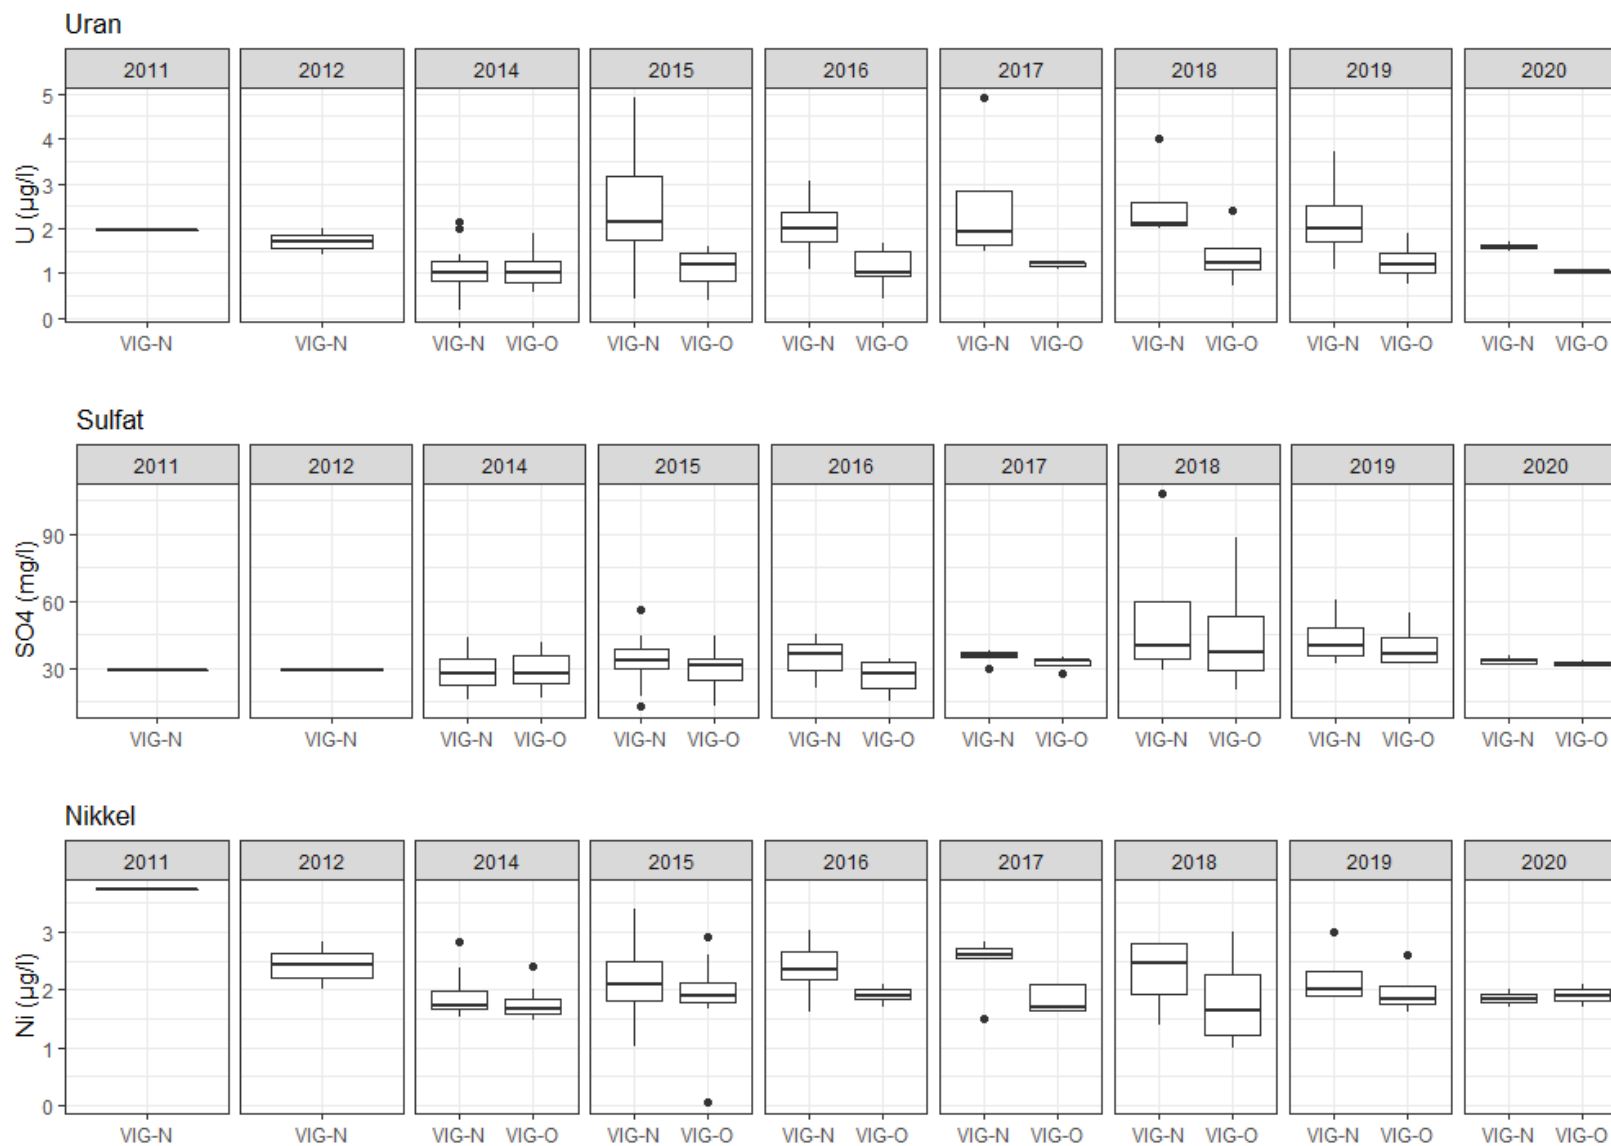 Uran
2011 2012 2014 2015 2016 2017 2018 2019 2020
5
4
3
2
1
0
U (µg/l)
VIG-N VIG-N VIG-N VIG-O VIG-N VIG-O VIG-N VIG-O VIG-N VIG-O VIG-N VIG-O VIG-N VIG-O VIG-N VIG-O
Sulfat
2011 2012 2014 2015 2016 2017 2018 2019 2020
90
60
30
SO4 (mg/l)
VIG-N VIG-N VIG-N VIG-O VIG-N VIG-O VIG-N VIG-O VIG-N VIG-O VIG-N VIG-O VIG-N VIG-O VIG-N VIG-O
Nikkel
2011 2012 2014 2015 2016 2017 2018 2019 2020
3
2
1
0
Ni (µg/l)
VIG-N VIG-N VIG-N VIG-O VIG-N VIG-O VIG-N VIG-O VIG-N VIG-O VIG-N VIG-O VIG-N VIG-O VIG-N VIG-O